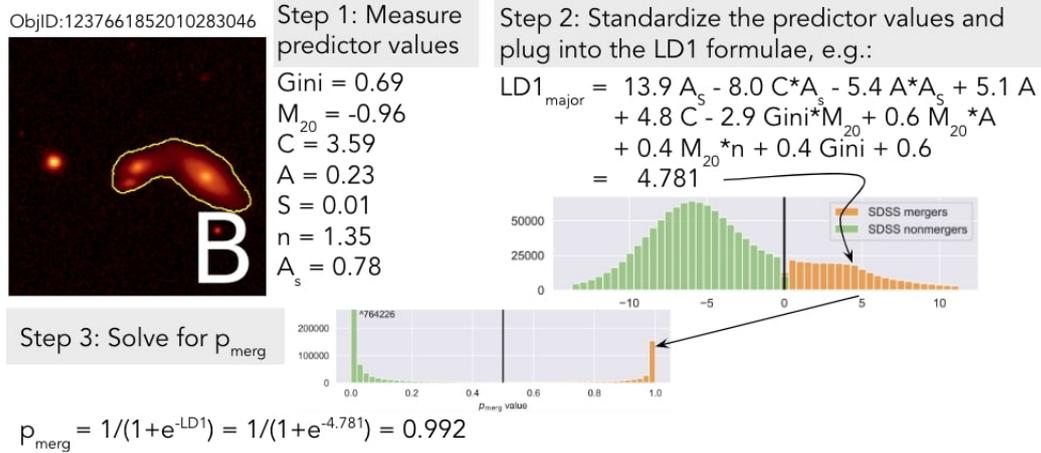 ObjID:1237661852010283046
B
Step 1: Measure
predictor values
Gini = 0.69
M20 = -0.96
C = 3.59
A = 0.23
S = 0.01
n = 1.35
As = 0.78
Step 2: Standardize the predictor values and
plug into the LD1 formulae, e.g.:
LD1major = 13.9 AS - 8.0 C*As - 5.4 A*AS + 5.1 A
+ 4.8 C - 2.9 Gini*M20 + 0.6 M20*A
+ 0.4 M20*n + 0.4 Gini + 0.6
= 4.781
50000
25000
0
SDSS mergers
SDSS nonmergers
−10 −5 0 5 10
Step 3: Solve for pmerg
^764226
200000
100000
0
0.0 0.2 0.4 0.6 0.8 1.0
pmerg value
pmerg = 1/(1+e-LD1) = 1/(1+e-4.781) = 0.992